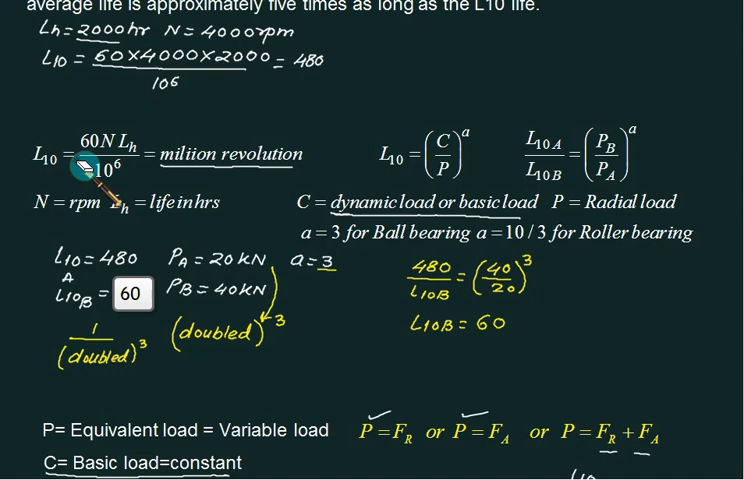 average life is approximately five times as long as the L10 life.
Lh = 2000hr N = 4000rpm
L10 = 60×4000×2000 / 10^6 = 480
L10 = 60N Lh / 10^6 = miliion revolution
L10 = (C/P)^a
L10A / L10B = (PB / PA)^a
N = rpm Lh = life in hrs
C = dynamic load or basic load P = Radial load
a = 3 for Ball bearing a = 10 / 3 for Roller bearing
L10A = 480 PA = 20KN a = 3
L10B = 60 PB = 40KN
1 / (doubled)^3 (doubled)^3
480 / L10B = (40/20)^3
L10B = 60
P= Equivalent load = Variable load
P = FR or P = FA or P = FR + FA
C= Basic load=constant